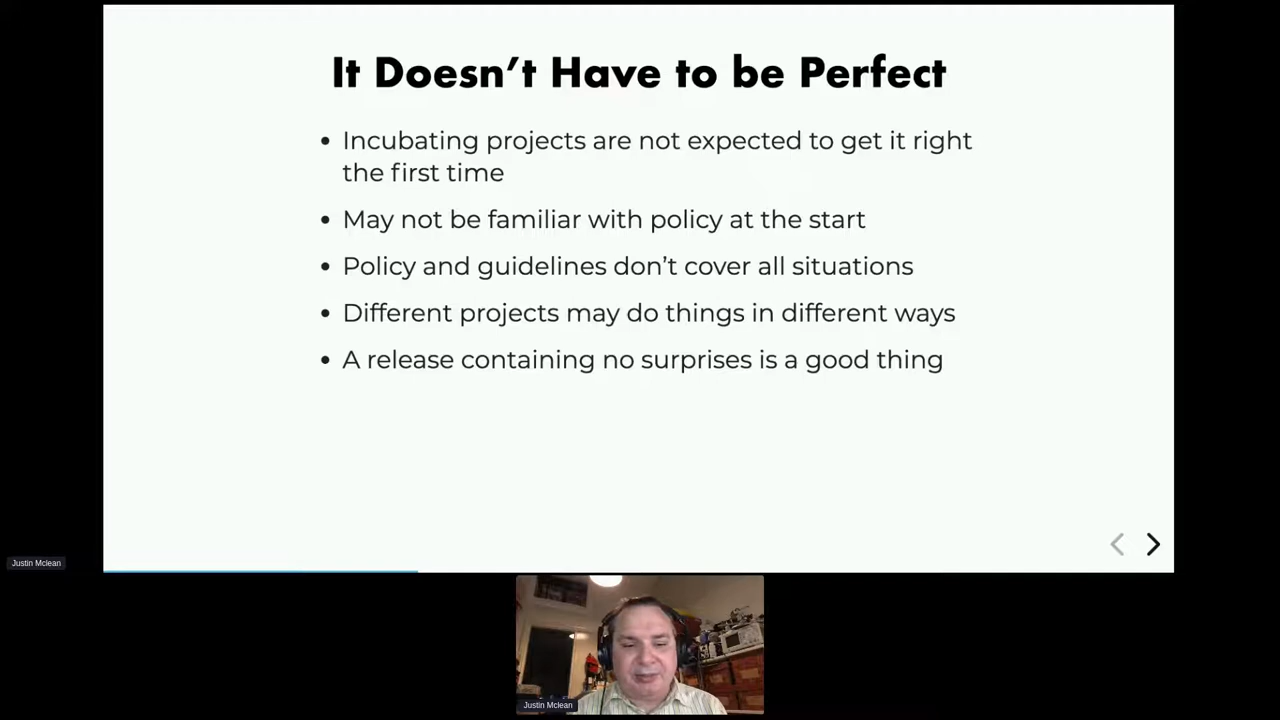 It Doesn't Have to be Perfect
• Incubating projects are not expected to get it right
the first time
• May not be familiar with policy at the start
• Policy and guidelines don't cover all situations
• Different projects may do things in different ways
• A release containing no surprises is a good thing
Justin Mclean
Justin Mclean